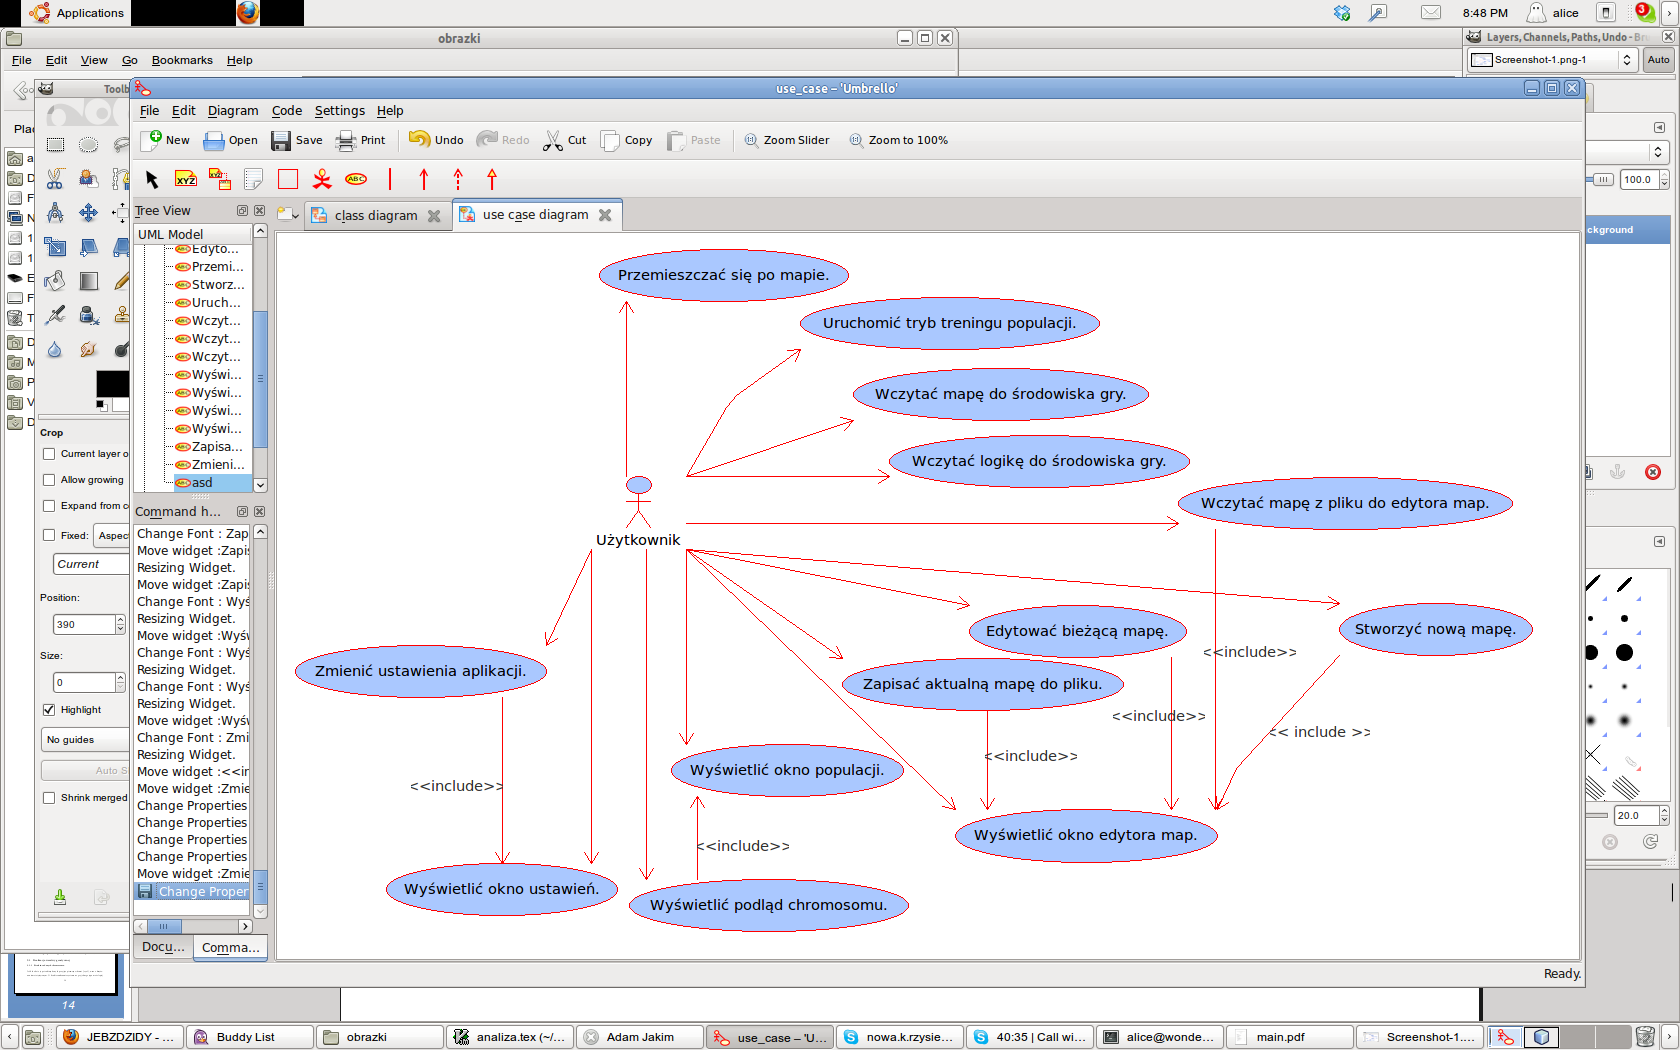 Applications
8:48 PM
alice
3
obrazki
Layers, Channels, Paths, Undo - Br
File Edit View Go Bookmarks Help
Screenshot-1.png-1
Auto
Toolb
use_case – 'Umbrello'
File Edit Diagram Code Settings Help
New Open Save Print Undo Redo Cut Copy Paste Zoom Slider Zoom to 100%
XYZ
ABC
Tree View
class diagram
use case diagram
UML Model
Edyto...
Przemi...
Stworz...
Uruch...
Wczyt...
Wczyt...
Wczyt...
Wyświ...
Wyświ...
Wyświ...
Wyświ...
Zapisa...
Zmieni...
asd
Command h...
Change Font : Zap
Move widget :Zapis
Resizing Widget.
Move widget :Zapis
Change Font : Wyś
Resizing Widget.
Move widget :Wyś
Change Font : Wyś
Resizing Widget.
Change Font : Wyś
Resizing Widget.
Move widget :Wyśw
Change Font : Zmi
Resizing Widget.
Move widget :<<in
Move widget :Zmie
Change Properties
Change Properties
Change Properties
Change Properties
Move widget :Zmie
Change Proper
Docu...
Comma...
Crop
Current layer o
Allow growing
Expand from c
Fixed:
Aspec
Current
Position:
390
Size:
0
Highlight
No guides
Auto S
Shrink merged
100.0
ckground
20.0
Przemieszczać się po mapie.
Uruchomić tryb treningu populacji.
Wczytać mapę do środowiska gry.
Wczytać logikę do środowiska gry.
Wczytać mapę z pliku do edytora map.
Użytkownik
Edytować bieżącą mapę.
Stworzyć nową mapę.
<<include>>
Zmienić ustawienia aplikacji.
Zapisać aktualną mapę do pliku.
<<include>>
<< include >>
<<include>>
Wyświetlić okno populacji.
<<include>>
Wyświetlić okno edytora map.
<<include>>
Wyświetlić okno ustawień.
Wyświetlić podląd chromosomu.
Ready.
14
JEBZDZIDY - ...
Buddy List
obrazki
analiza.tex (~/...
Adam Jakim
use_case – 'U...
nowa.k.rzysie...
40:35 | Call wi...
alice@wonde...
main.pdf
Screenshot-1....